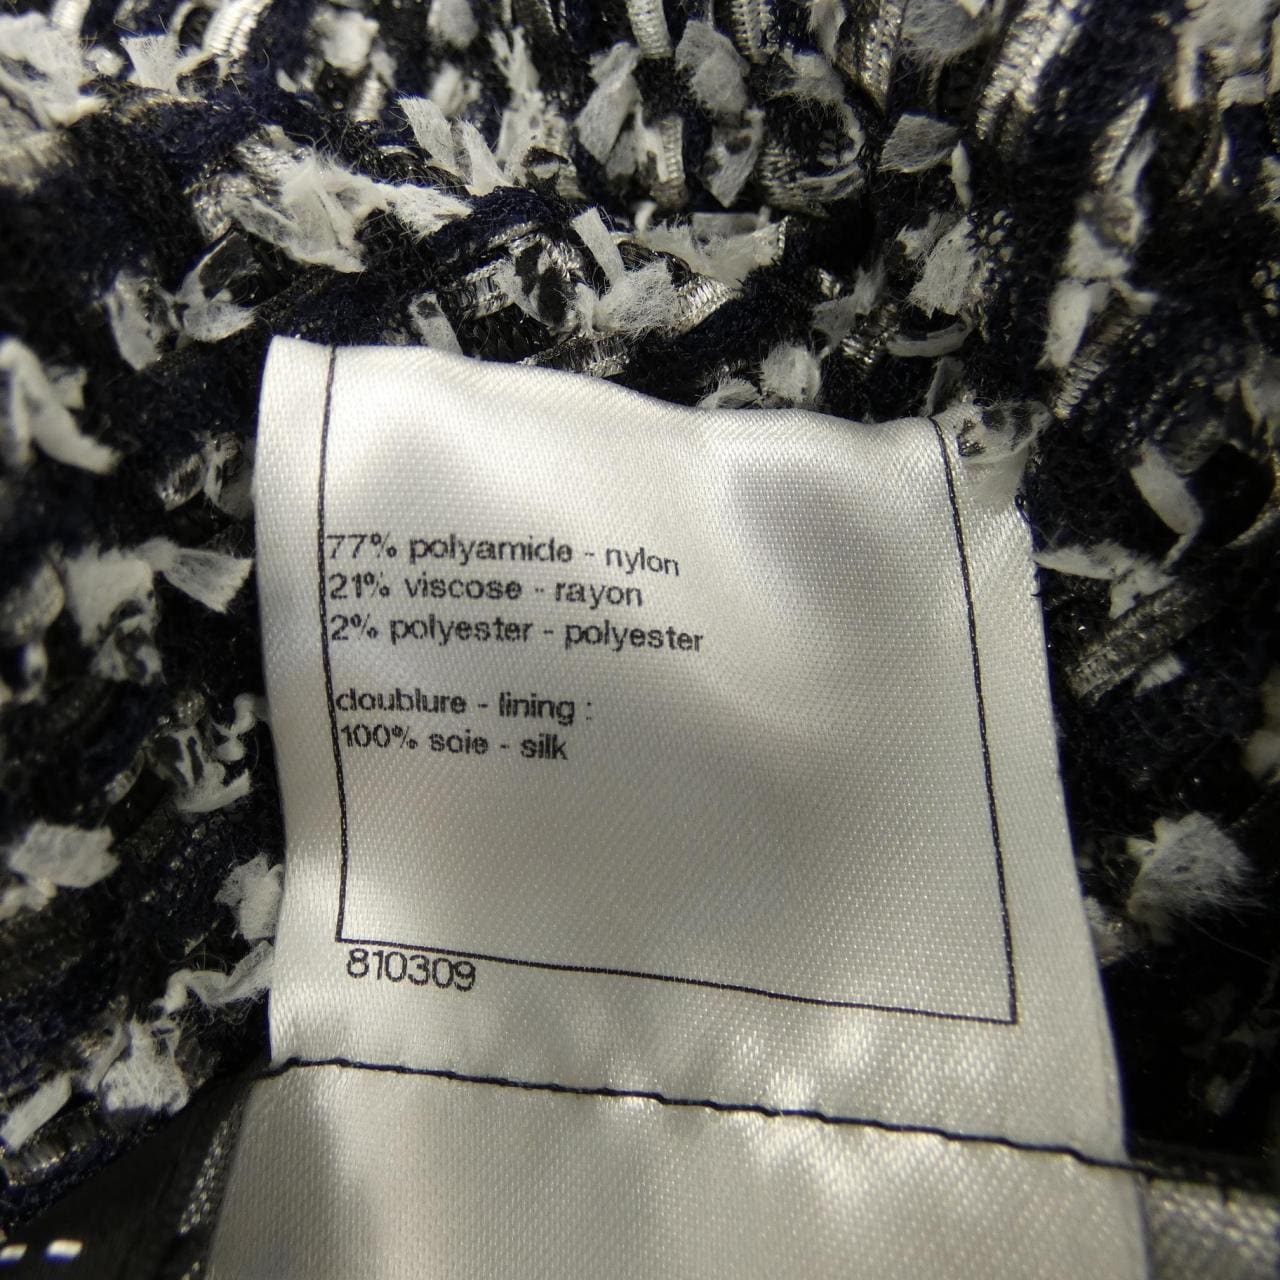 77% polyamide - nylon
21% viscose - rayon
2% polyester - polyester
doublure - lining :
100% soie - silk
810309